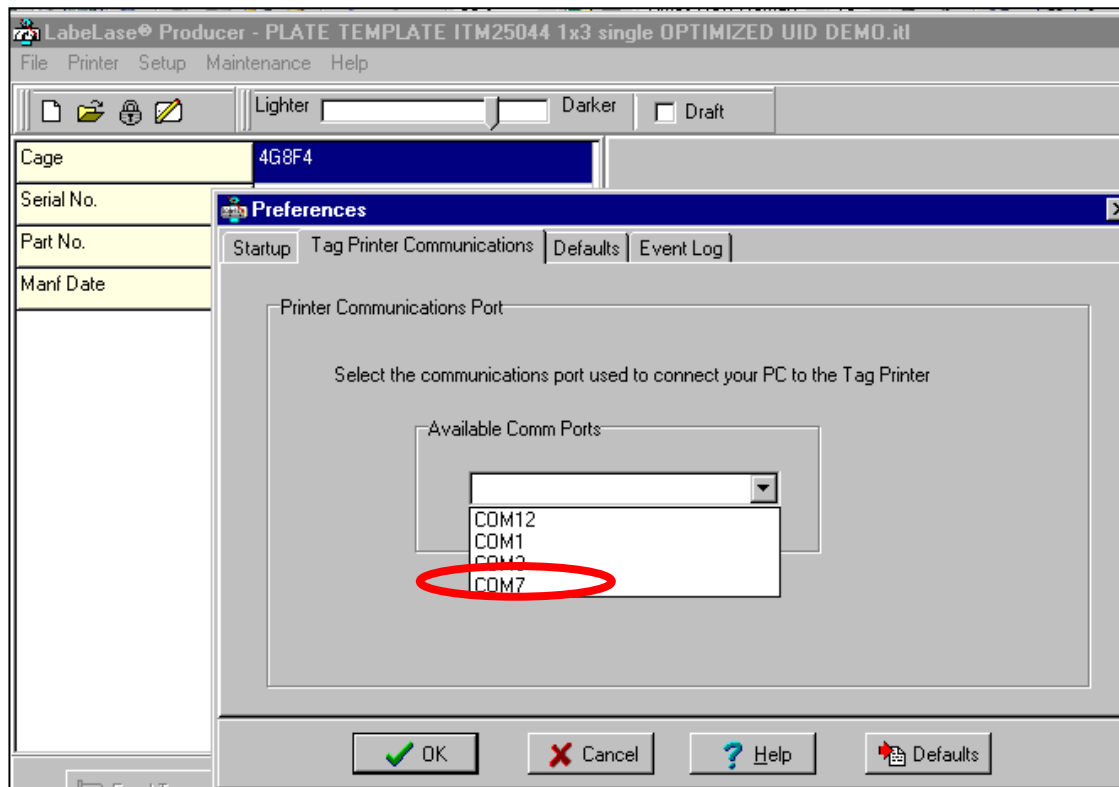 LabeLase® Producer - PLATE TEMPLATE ITM25044 1x3 single OPTIMIZED UID DEMO.itl
File Printer Setup Maintenance Help
Lighter Darker Draft
Cage 4G8F4
Serial No.
Part No.
Manf Date
Preferences
Startup Tag Printer Communications Defaults Event Log
Printer Communications Port
Select the communications port used to connect your PC to the Tag Printer
Available Comm Ports
COM12
COM1
COM7
OK Cancel Help Defaults